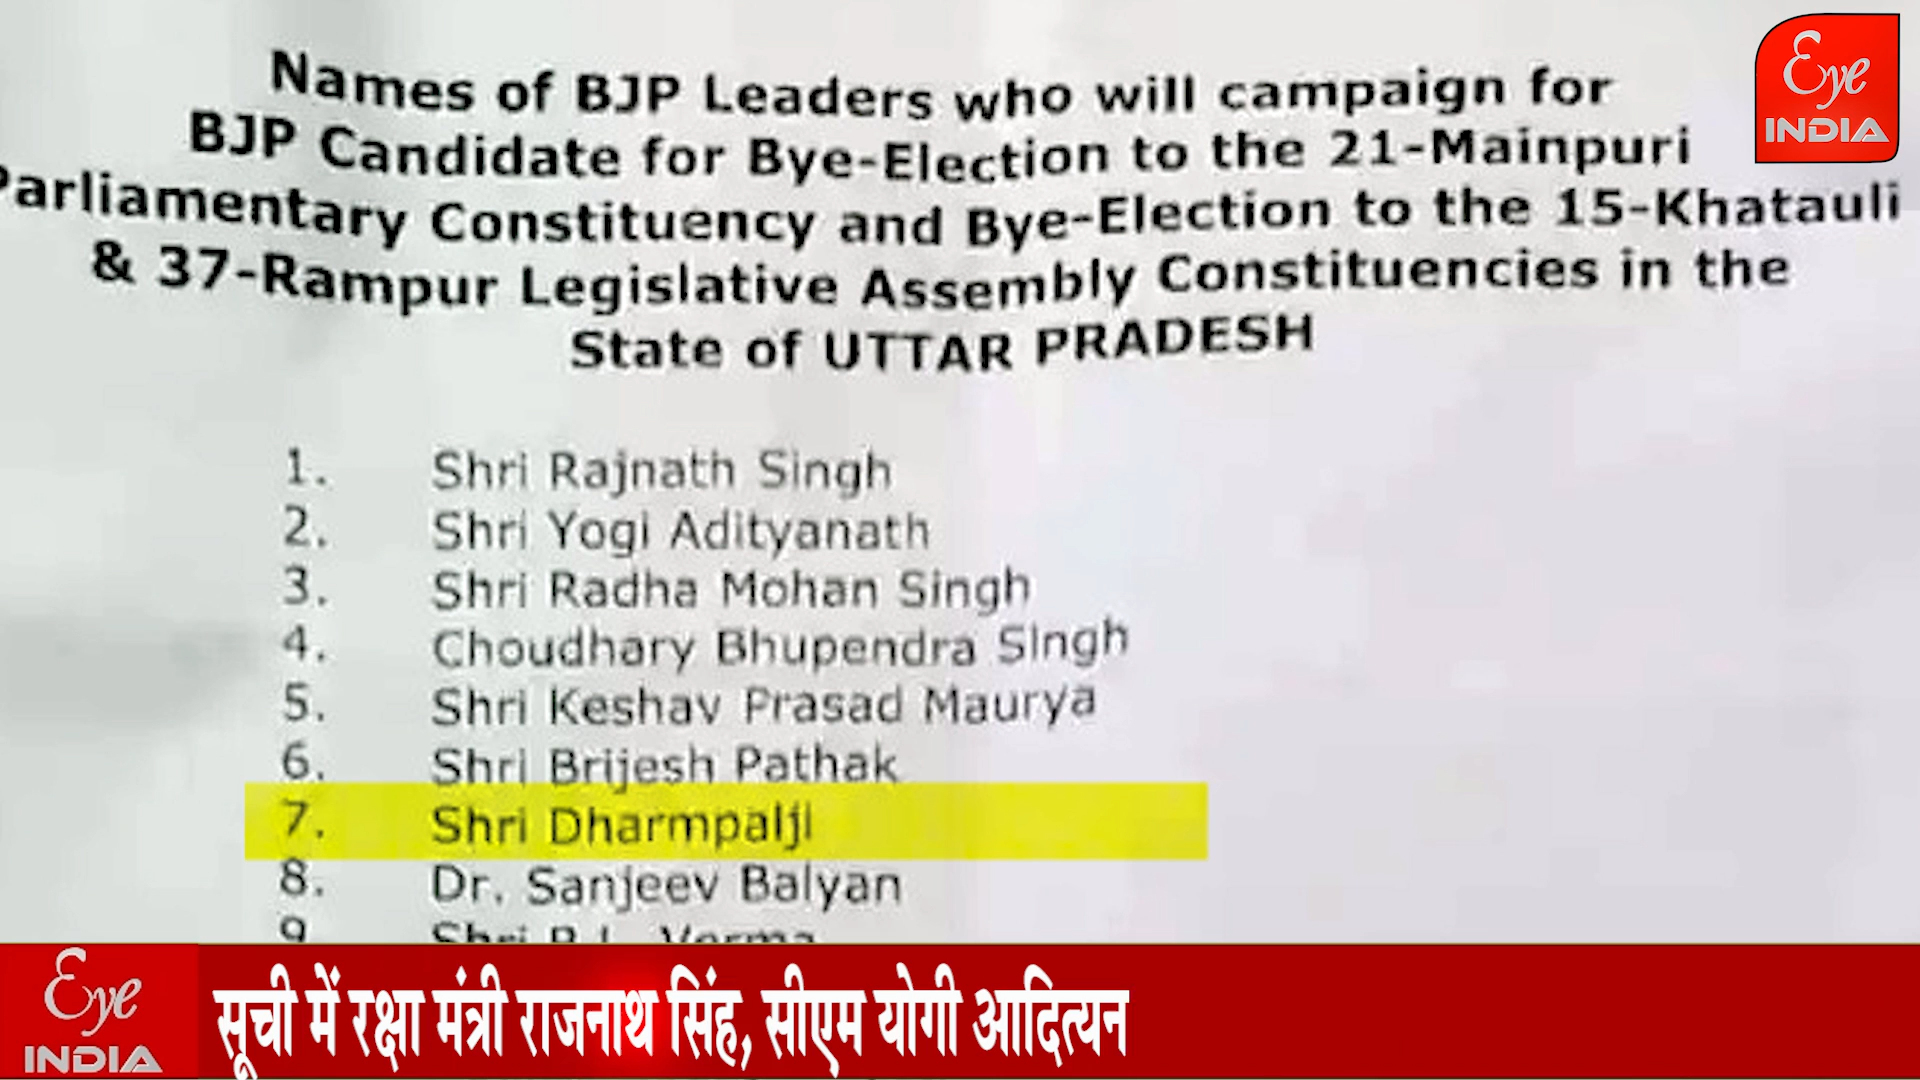 Names of BJP Leaders who will campaign for
BJP Candidate for Bye-Election to the 21-Mainpuri
Parliamentary Constituency and Bye-Election to the 15-Khatauli
& 37-Rampur Legislative Assembly Constituencies in the
State of UTTAR PRADESH
1. Shri Rajnath Singh
2. Shri Yogi Adityanath
3. Shri Radha Mohan Singh
4. Choudhary Bhupendra Singh
5. Shri Keshav Prasad Maurya
6. Shri Brijesh Pathak
7. Shri Dharmpalji
8. Dr. Sanjeev Balyan
9. Shri B.L. Verma
Eye
INDIA
Eye
INDIA
सूची में रक्षा मंत्री राजनाथ सिंह, सीएम योगी आदित्यन